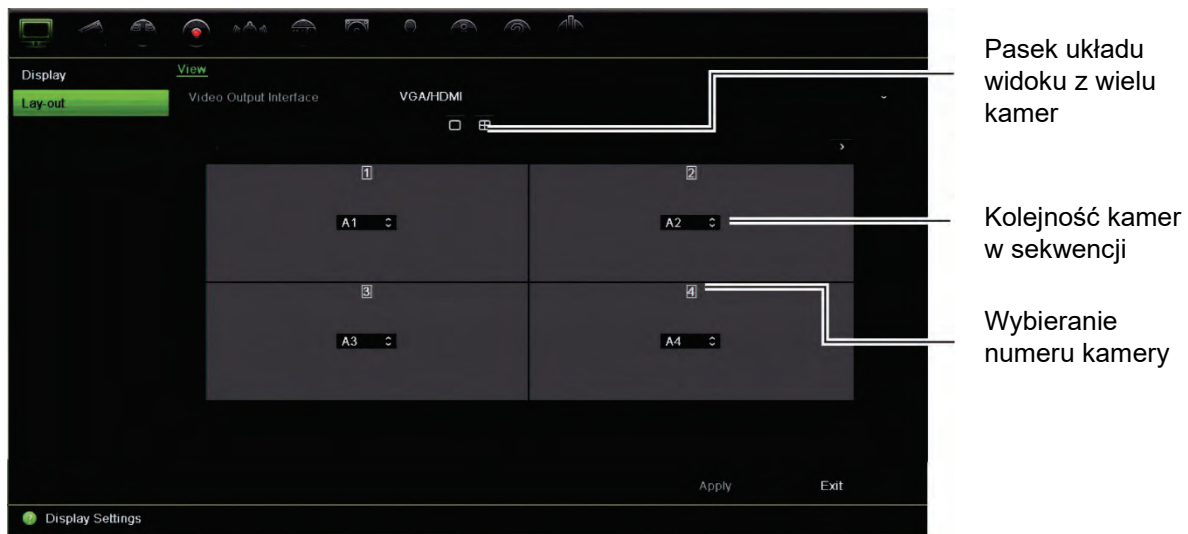 Display
View
Lay-out
Video Output Interface
VGA/HDMI
1
2
A1
A2
3
4
A3
A4
Apply
Exit
Display Settings
Pasek układu
widoku z wielu
kamer
Kolejność kamer
w sekwencji
Wybieranie
numeru kamery